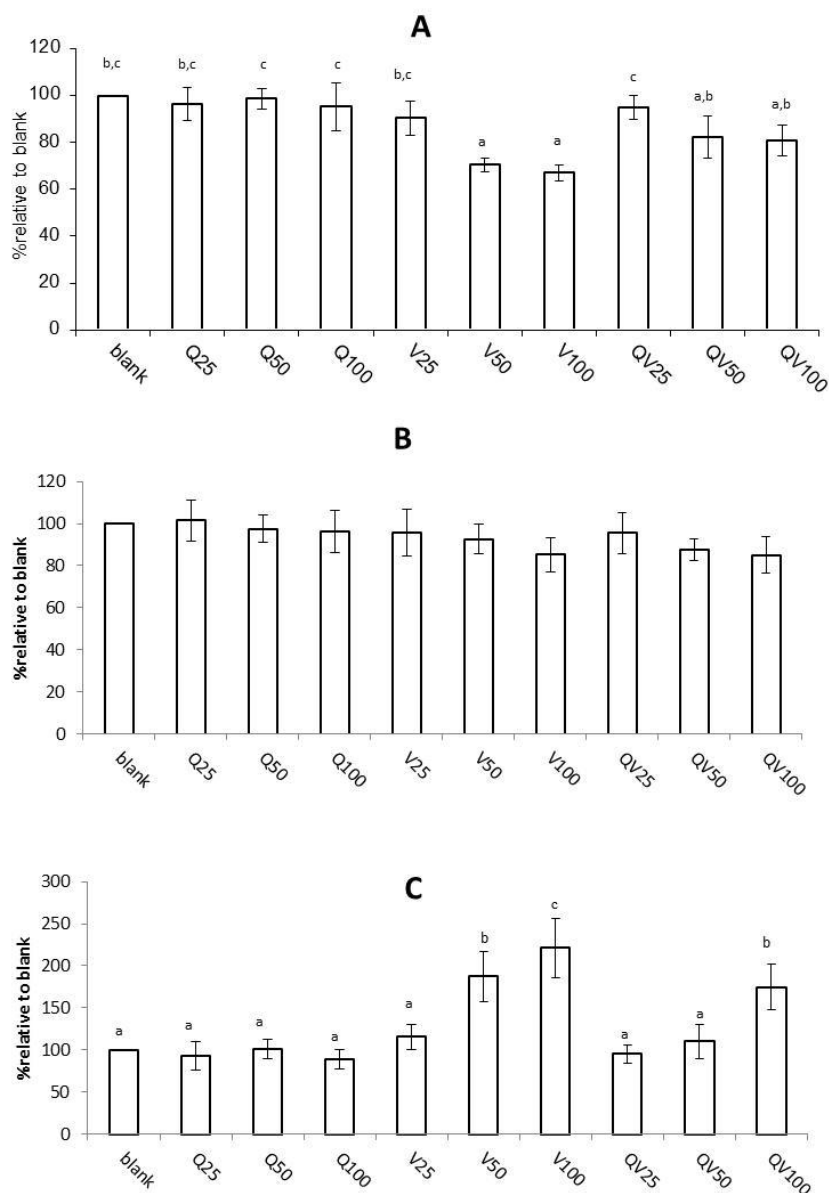 A
120
100
80
60
40
20
0
%relative to blank
b,c b,c c c b,c a a c a,b a,b
blank Q25 Q50 Q100 V25 V50 V100 QV25 QV50 QV100
B
120
100
80
60
40
20
0
%relative to blank
blank Q25 Q50 Q100 V25 V50 V100 QV25 QV50 QV100
C
300
250
200
150
100
50
0
%relative to blank
a a a a a b c a a b
blank Q25 Q50 Q100 V25 V50 V100 QV25 QV50 QV100